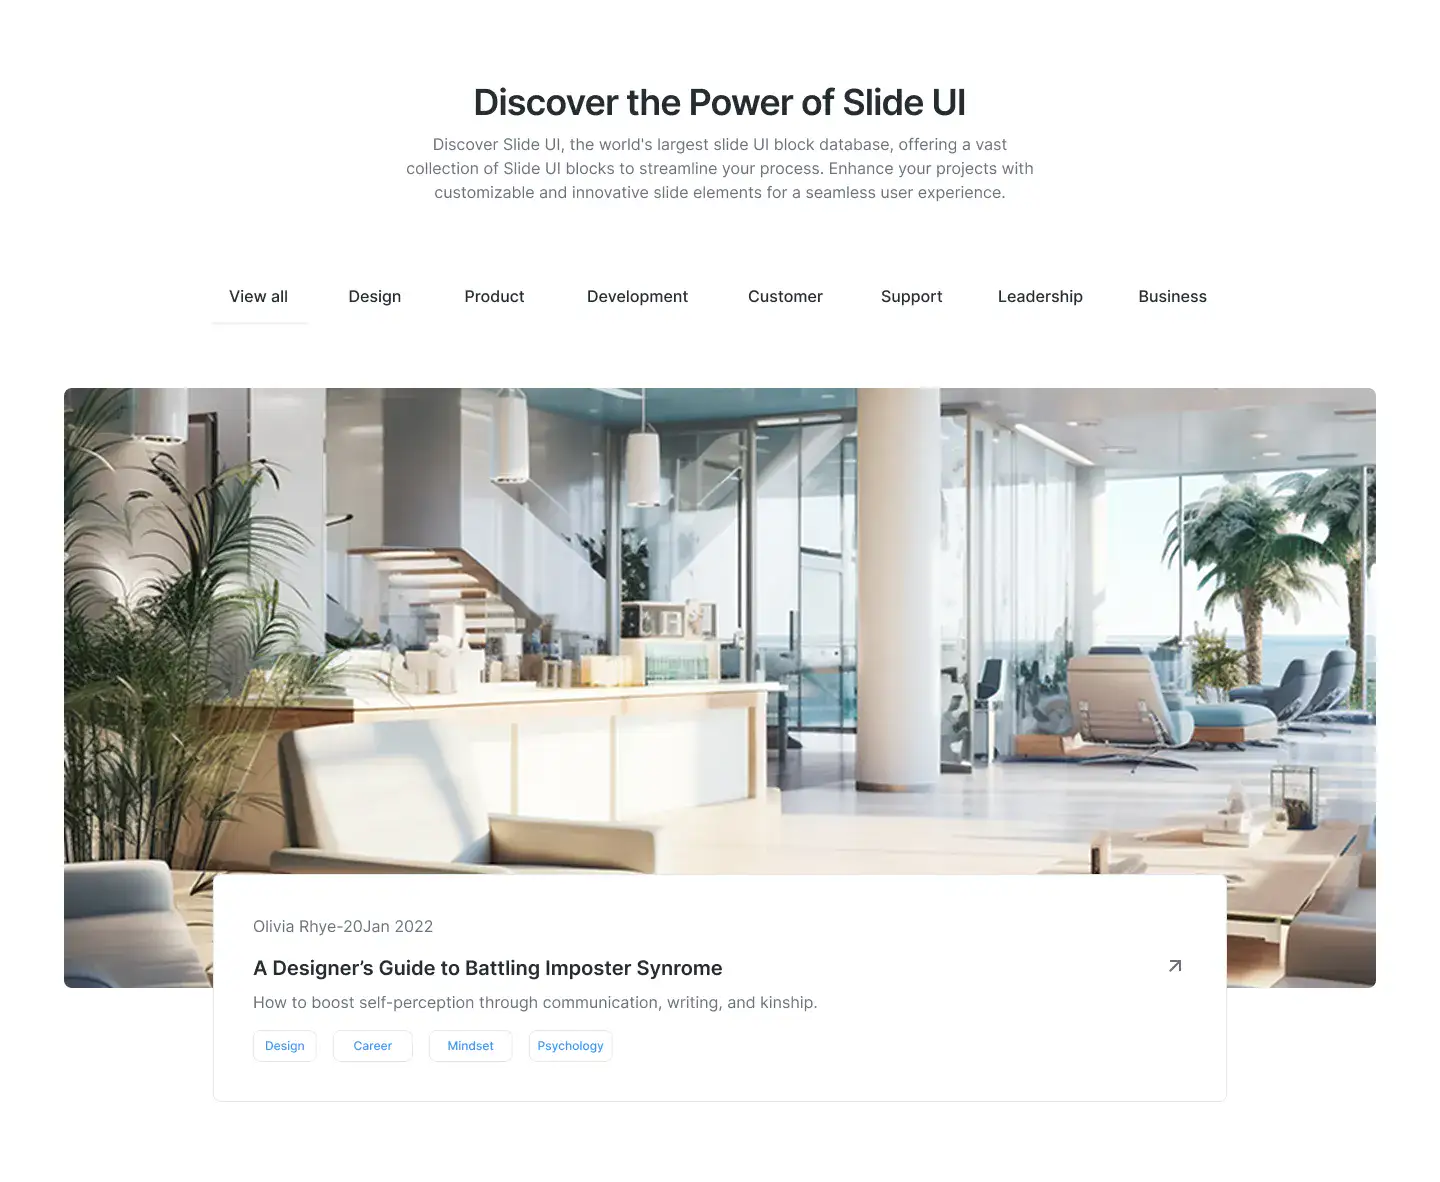 Discover the Power of Slide UI
Discover Slide UI, the world's largest slide UI block database, offering a vast
collection of Slide UI blocks to streamline your process. Enhance your projects with
customizable and innovative slide elements for a seamless user experience.
View all Design Product Development Customer Support Leadership Business
Olivia Rhye-20Jan 2022
A Designer’s Guide to Battling Imposter Synrome
How to boost self-perception through communication, writing, and kinship.
Design Career Mindset Psychology